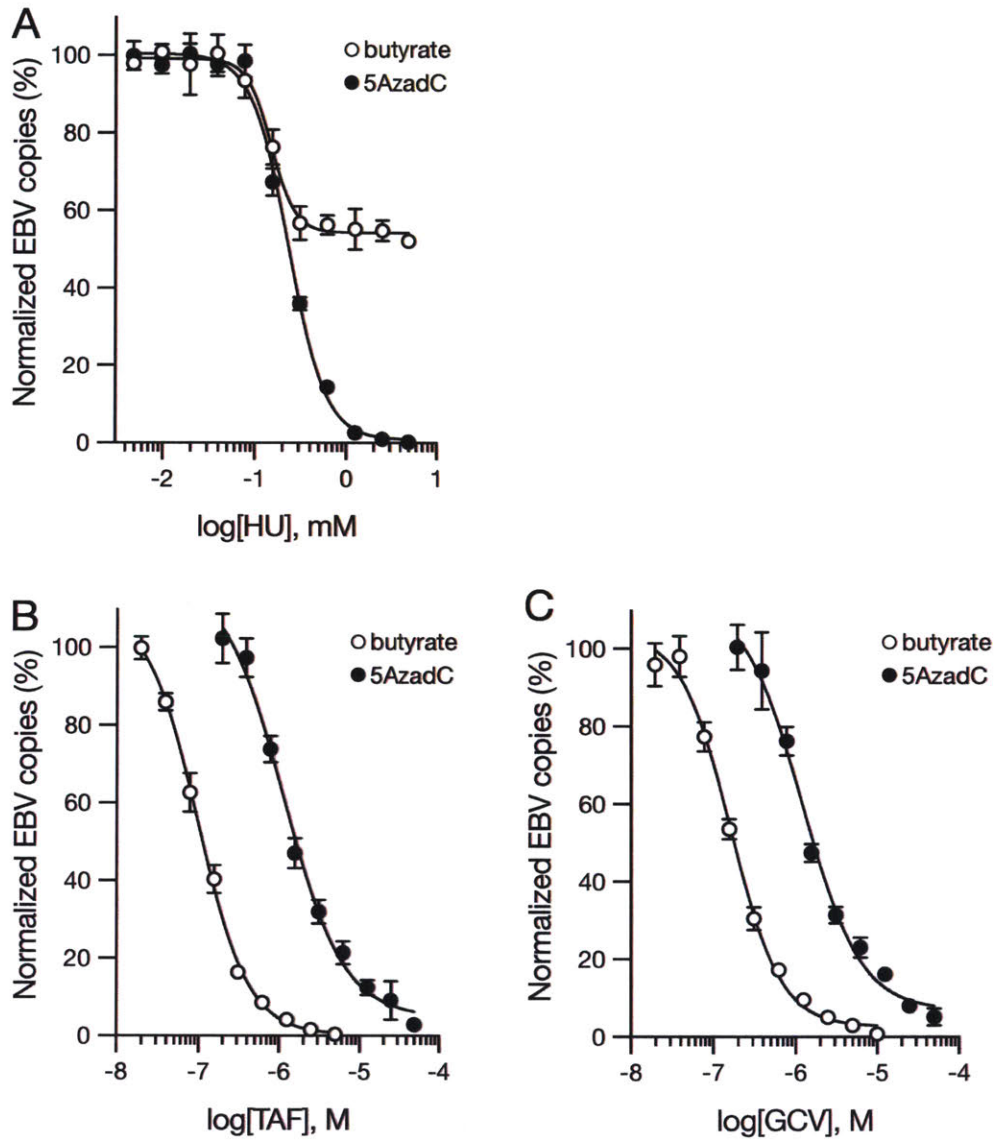 A
Normalized EBV copies (%)
100
80
60
40
20
0
butyrate
5AzadC
-2 -1 0 1
log[HU], mM
B
Normalized EBV copies (%)
100
80
60
40
20
0
butyrate
5AzadC
-8 -7 -6 -5 -4
log[TAF], M
C
Normalized EBV copies (%)
100
80
60
40
20
0
butyrate
5AzadC
-8 -7 -6 -5 -4
log[GCV], M